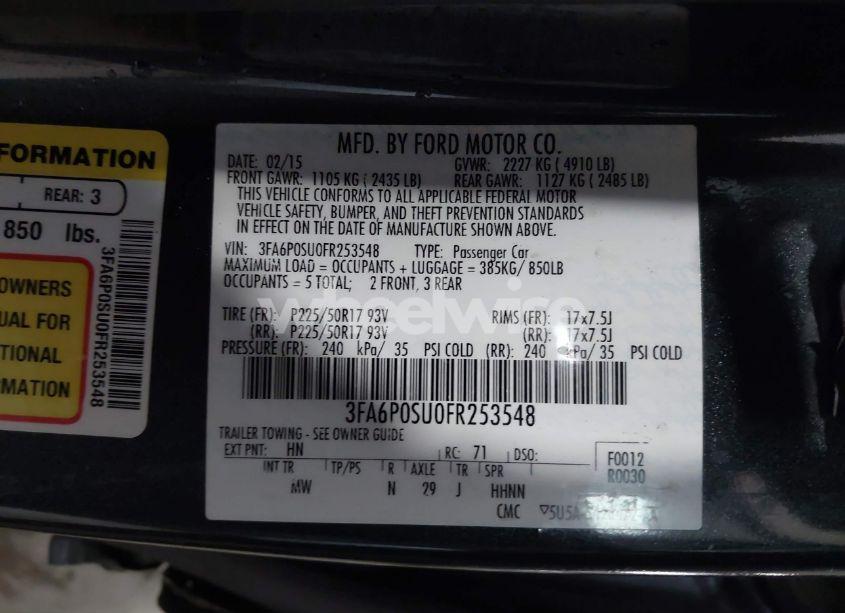 FORMATION
REAR: 3
850 lbs.
OWNERS
UAL FOR
TIONAL
RMATION
3FA6P0SU0FR253548
MFD. BY FORD MOTOR CO.
DATE: 02/15 GVWR: 2227 KG ( 4910 LB)
FRONT GAWR: 1105 KG ( 2435 LB) REAR GAWR: 1127 KG ( 2485 LB)
THIS VEHICLE CONFORMS TO ALL APPLICABLE FEDERAL MOTOR
VEHICLE SAFETY, BUMPER, AND THEFT PREVENTION STANDARDS
IN EFFECT ON THE DATE OF MANUFACTURE SHOWN ABOVE.
VIN: 3FA6P0SU0FR253548 TYPE: Passenger Car
MAXIMUM LOAD = OCCUPANTS + LUGGAGE = 385KG/ 850LB
OCCUPANTS = 5 TOTAL; 2 FRONT, 3 REAR
wheelwise
TIRE (FR): P225/50R17 93V RIMS (FR): 17x7.5J
(RR): P225/50R17 93V (RR): 17x7.5J
PRESSURE (FR): 240 kPa/ 35 PSI COLD (RR): 240 kPa/ 35 PSI COLD
3FA6P0SU0FR253548
TRAILER TOWING - SEE OWNER GUIDE
EXT PNT: HN RC: 71 DSO: F0012
INT TR TP/PS R AXLE TR SPR R0030
MW N 29 J HHNN
CMC